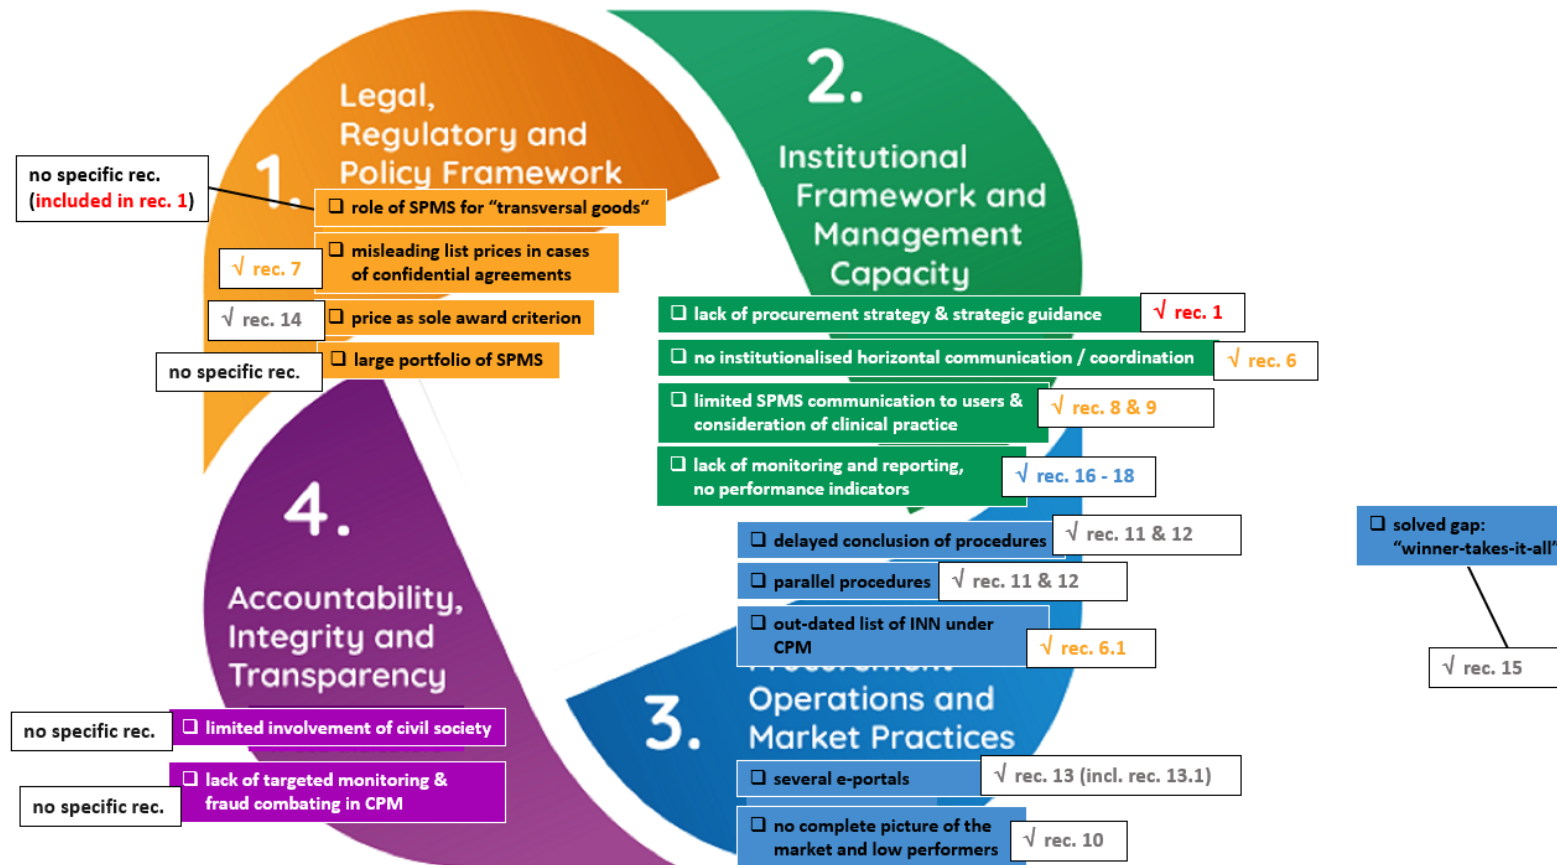 1.
Legal,
Regulatory and
Policy Framework
no specific rec.
(included in rec. 1)
❑ role of SPMS for “transversal goods“
❑ misleading list prices in cases
of confidential agreements
√ rec. 7
❑ price as sole award criterion
√ rec. 14
❑ large portfolio of SPMS
no specific rec.
2.
Institutional
Framework and
Management
Capacity
❑ lack of procurement strategy & strategic guidance
√ rec. 1
❑ no institutionalised horizontal communication / coordination
√ rec. 6
❑ limited SPMS communication to users &
consideration of clinical practice
√ rec. 8 & 9
❑ lack of monitoring and reporting,
no performance indicators
√ rec. 16 - 18
❑ delayed conclusion of procedures
√ rec. 11 & 12
❑ parallel procedures
√ rec. 11 & 12
❑ out-dated list of INN under
CPM
√ rec. 6.1
3.
Procurement
Operations and
Market Practices
❑ several e-portals
√ rec. 13 (incl. rec. 13.1)
❑ no complete picture of the
market and low performers
√ rec. 10
❑ solved gap:
“winner-takes-it-all”
√ rec. 15
4.
Accountability,
Integrity and
Transparency
no specific rec.
❑ limited involvement of civil society
❑ lack of targeted monitoring &
fraud combating in CPM
no specific rec.